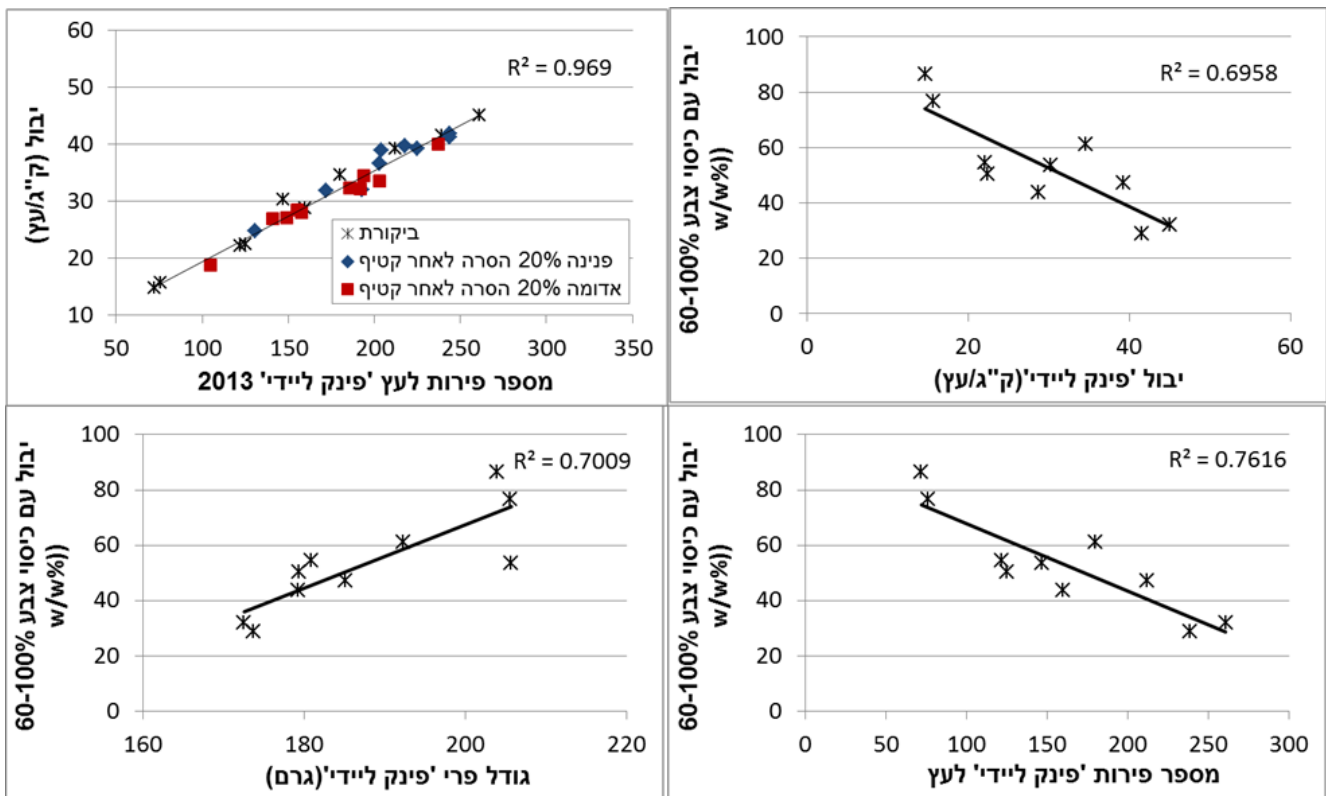 60
50
40
30
20
10
יבול (ק"ג/עץ)
R² = 0.969
ביקורת
פנינה 20% הסרה לאחר קטיף
אדומה 20% הסרה לאחר קטיף
50 100 150 200 250 300 350
מספר פירות לעץ 'פינק ליידי' 2013
100
80
60
40
20
0
יבול עם כיסוי צבע 60-100%
w/w%))
R² = 0.6958
0 20 40 60
יבול 'פינק ליידי'(ק"ג/עץ)
100
80
60
40
20
0
יבול עם כיסוי צבע 60-100%
w/w%))
R² = 0.7009
160 180 200 220
גודל פרי 'פינק ליידי'(גרם)
100
80
60
40
20
0
יבול עם כיסוי צבע 60-100%
w/w%))
R² = 0.7616
0 50 100 150 200 250 300
מספר פירות 'פינק ליידי' לעץ